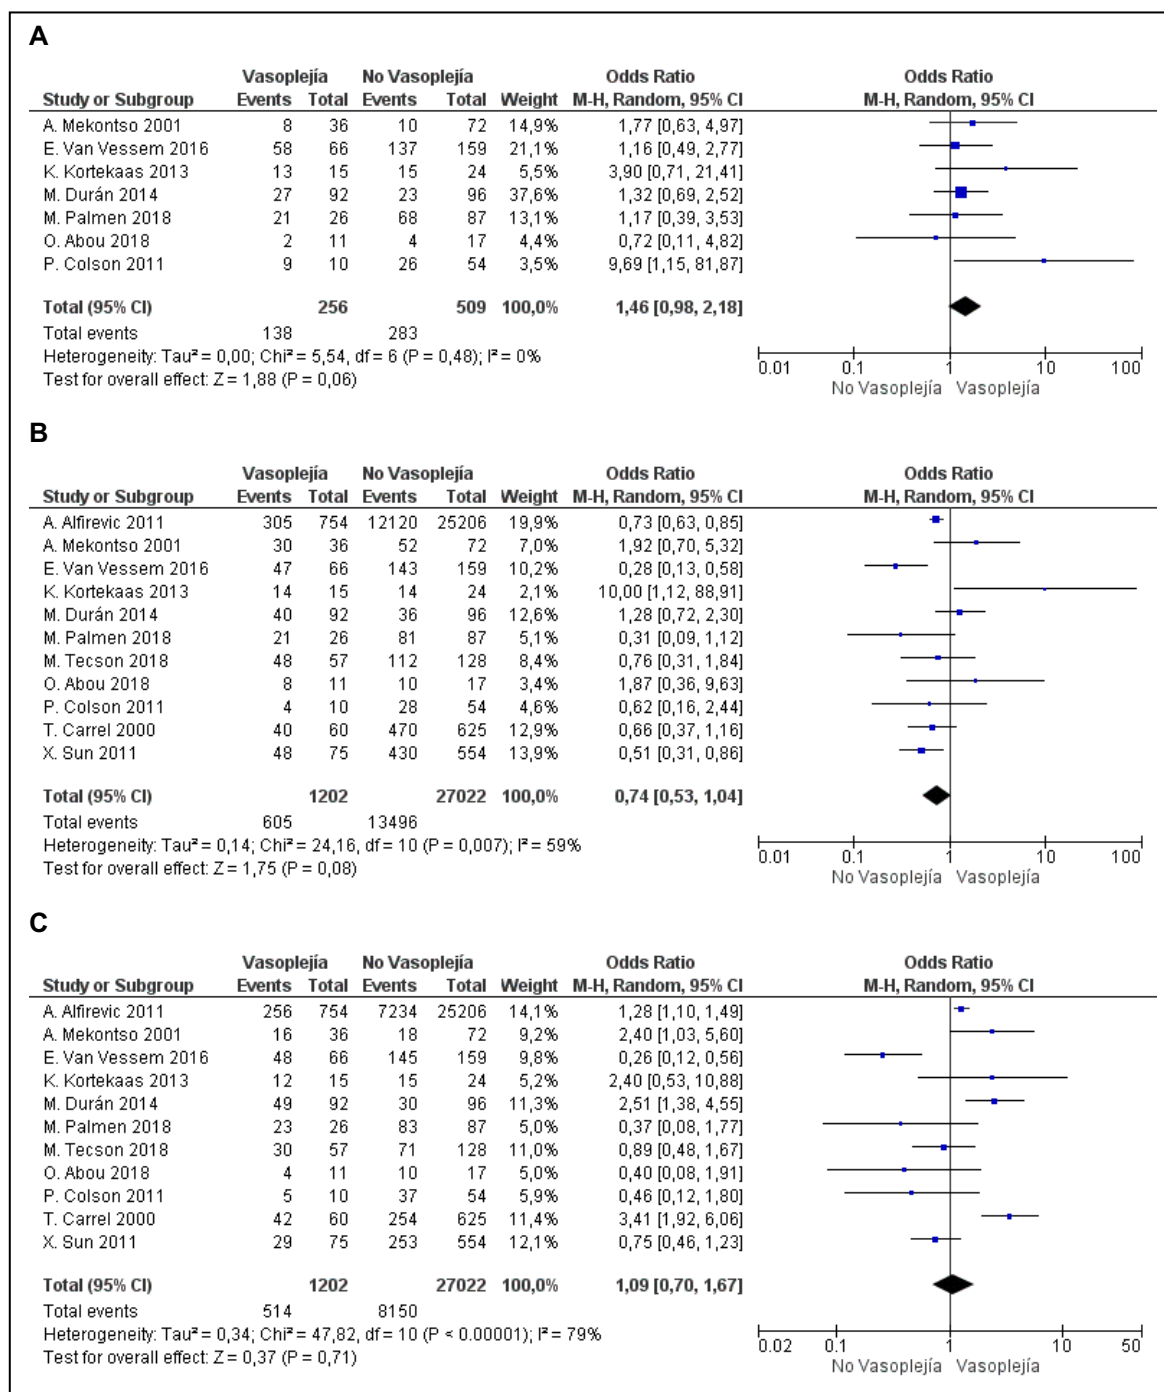 A
Vasoplejía No Vasoplejía Odds Ratio Odds Ratio
Study or Subgroup Events Total Events Total Weight M-H, Random, 95% CI M-H, Random, 95% CI
A. Mekontso 2001 8 36 10 72 14,9% 1,77 [0,63, 4,97]
E. Van Vessem 2016 58 66 137 159 21,1% 1,16 [0,49, 2,77]
K. Kortekaas 2013 13 15 15 24 5,5% 3,90 [0,71, 21,41]
M. Durán 2014 27 92 23 96 37,6% 1,32 [0,69, 2,52]
M. Palmen 2018 21 26 68 87 13,1% 1,17 [0,39, 3,53]
O. Abou 2018 2 11 4 17 4,4% 0,72 [0,11, 4,82]
P. Colson 2011 9 10 26 54 3,5% 9,69 [1,15, 81,87]
Total (95% CI) 256 509 100,0% 1,46 [0,98, 2,18]
Total events 138 283
Heterogeneity: Tau² = 0,00; Chi² = 5,54, df = 6 (P = 0,48); I² = 0%
Test for overall effect: Z = 1,88 (P = 0,06)
0.01 0.1 1 10 100
No Vasoplejía Vasoplejía
B
Vasoplejía No Vasoplejía Odds Ratio Odds Ratio
Study or Subgroup Events Total Events Total Weight M-H, Random, 95% CI M-H, Random, 95% CI
A. Alfirevic 2011 305 754 12120 25206 19,9% 0,73 [0,63, 0,85]
A. Mekontso 2001 30 36 52 72 7,0% 1,92 [0,70, 5,32]
E. Van Vessem 2016 47 66 143 159 10,2% 0,28 [0,13, 0,58]
K. Kortekaas 2013 14 15 14 24 2,1% 10,00 [1,12, 88,91]
M. Durán 2014 40 92 36 96 12,6% 1,28 [0,72, 2,30]
M. Palmen 2018 21 26 81 87 5,1% 0,31 [0,09, 1,12]
M. Tecson 2018 48 57 112 128 8,4% 0,76 [0,31, 1,84]
O. Abou 2018 8 11 10 17 3,4% 1,87 [0,36, 9,63]
P. Colson 2011 4 10 28 54 4,6% 0,62 [0,16, 2,44]
T. Carrel 2000 40 60 470 625 12,9% 0,66 [0,37, 1,16]
X. Sun 2011 48 75 430 554 13,9% 0,51 [0,31, 0,86]
Total (95% CI) 1202 27022 100,0% 0,74 [0,53, 1,04]
Total events 605 13496
Heterogeneity: Tau² = 0,14; Chi² = 24,16, df = 10 (P = 0,007); I² = 59%
Test for overall effect: Z = 1,75 (P = 0,08)
0.01 0.1 1 10 100
No Vasoplejía Vasoplejía
C
Vasoplejía No Vasoplejía Odds Ratio Odds Ratio
Study or Subgroup Events Total Events Total Weight M-H, Random, 95% CI M-H, Random, 95% CI
A. Alfirevic 2011 256 754 7234 25206 14,1% 1,28 [1,10, 1,49]
A. Mekontso 2001 16 36 18 72 9,2% 2,40 [1,03, 5,60]
E. Van Vessem 2016 48 66 145 159 9,8% 0,26 [0,12, 0,56]
K. Kortekaas 2013 12 15 15 24 5,2% 2,40 [0,53, 10,88]
M. Durán 2014 49 92 30 96 11,3% 2,51 [1,38, 4,55]
M. Palmen 2018 23 26 83 87 5,0% 0,37 [0,08, 1,77]
M. Tecson 2018 30 57 71 128 11,0% 0,89 [0,48, 1,67]
O. Abou 2018 4 11 10 17 5,0% 0,40 [0,08, 1,91]
P. Colson 2011 5 10 37 54 5,9% 0,46 [0,12, 1,80]
T. Carrel 2000 42 60 254 625 11,4% 3,41 [1,92, 6,06]
X. Sun 2011 29 75 253 554 12,1% 0,75 [0,46, 1,23]
Total (95% CI) 1202 27022 100,0% 1,09 [0,70, 1,67]
Total events 514 8150
Heterogeneity: Tau² = 0,34; Chi² = 47,82, df = 10 (P < 0.00001); I² = 79%
Test for overall effect: Z = 0,37 (P = 0,71)
0.02 0.1 1 10 50
No Vasoplejía Vasoplejía